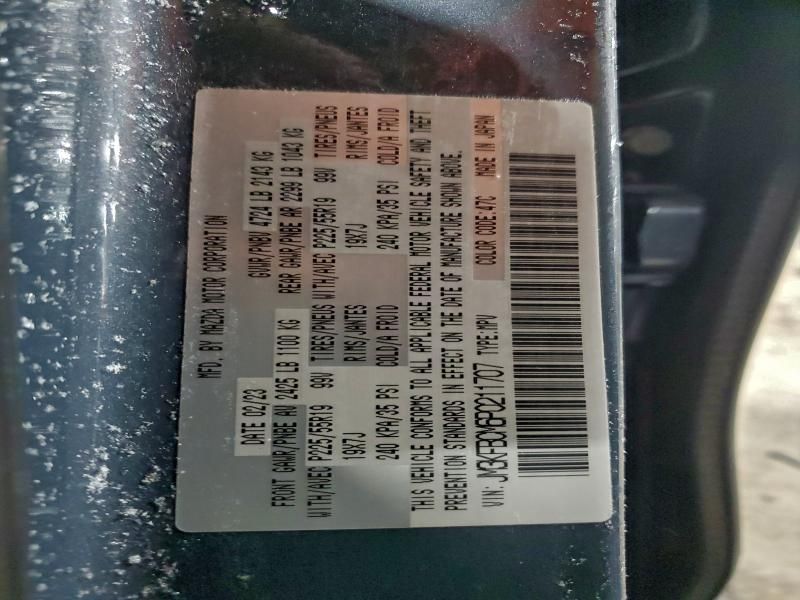 MFD. BY MAZDA MOTOR CORPORATION
DATE 02/23 GVWR/PNBV 4724 LB 2143 KG
FRONT GAWR/PNBE AV 2425 LB 1100 KG REAR GAWR/PNBE AR 2299 LB 1043 KG
WITH/AVEC P225/55R19 99V TIRES/PNEUS WITH/AVEC P225/55R19 99V TIRES/PNEUS
19X7J RIMS/JANTES 19X7J RIMS/JANTES
240 KPA/35 PSI COLD/A FROID 240 KPA/35 PSI COLD/A FROID
THIS VEHICLE CONFORMS TO ALL APPLICABLE FEDERAL MOTOR VEHICLE SAFETY AND THEFT
PREVENTION STANDARDS IN EFFECT ON THE DATE OF MANUFACTURE SHOWN ABOVE.
COLOR CODE:47C MADE IN JAPAN
VIN: JM3KFBCM6P0211707 TYPE:MPV